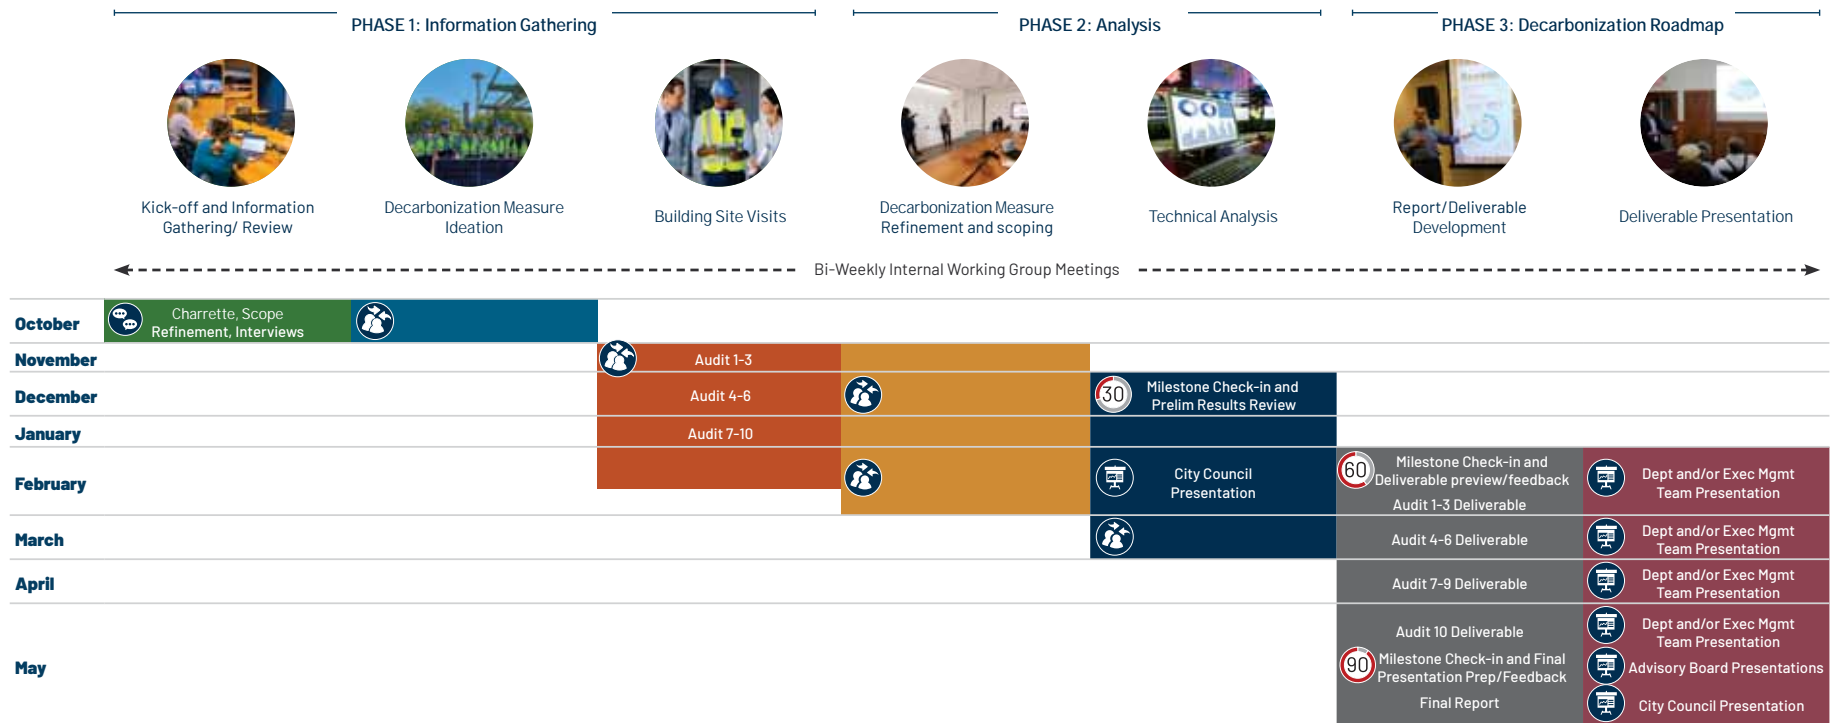 PHASE 1: Information Gathering
PHASE 2: Analysis
PHASE 3: Decarbonization Roadmap
Kick-off and Information
Gathering/ Review
Decarbonization Measure
Ideation
Building Site Visits
Decarbonization Measure
Refinement and scoping
Technical Analysis
Report/Deliverable
Development
Deliverable Presentation
Bi-Weekly Internal Working Group Meetings
October
Charrette, Scope
Refinement, Interviews
November
Audit 1-3
December
Audit 4-6
30
Milestone Check-in and
Prelim Results Review
January
Audit 7-10
February
City Council
Presentation
60
Milestone Check-in and
Deliverable preview/feedback
Audit 1-3 Deliverable
Dept and/or Exec Mgmt
Team Presentation
March
Audit 4-6 Deliverable
Dept and/or Exec Mgmt
Team Presentation
April
Audit 7-9 Deliverable
Dept and/or Exec Mgmt
Team Presentation
May
Audit 10 Deliverable
90
Milestone Check-in and Final
Presentation Prep/Feedback
Final Report
Dept and/or Exec Mgmt
Team Presentation
Advisory Board Presentations
City Council Presentation